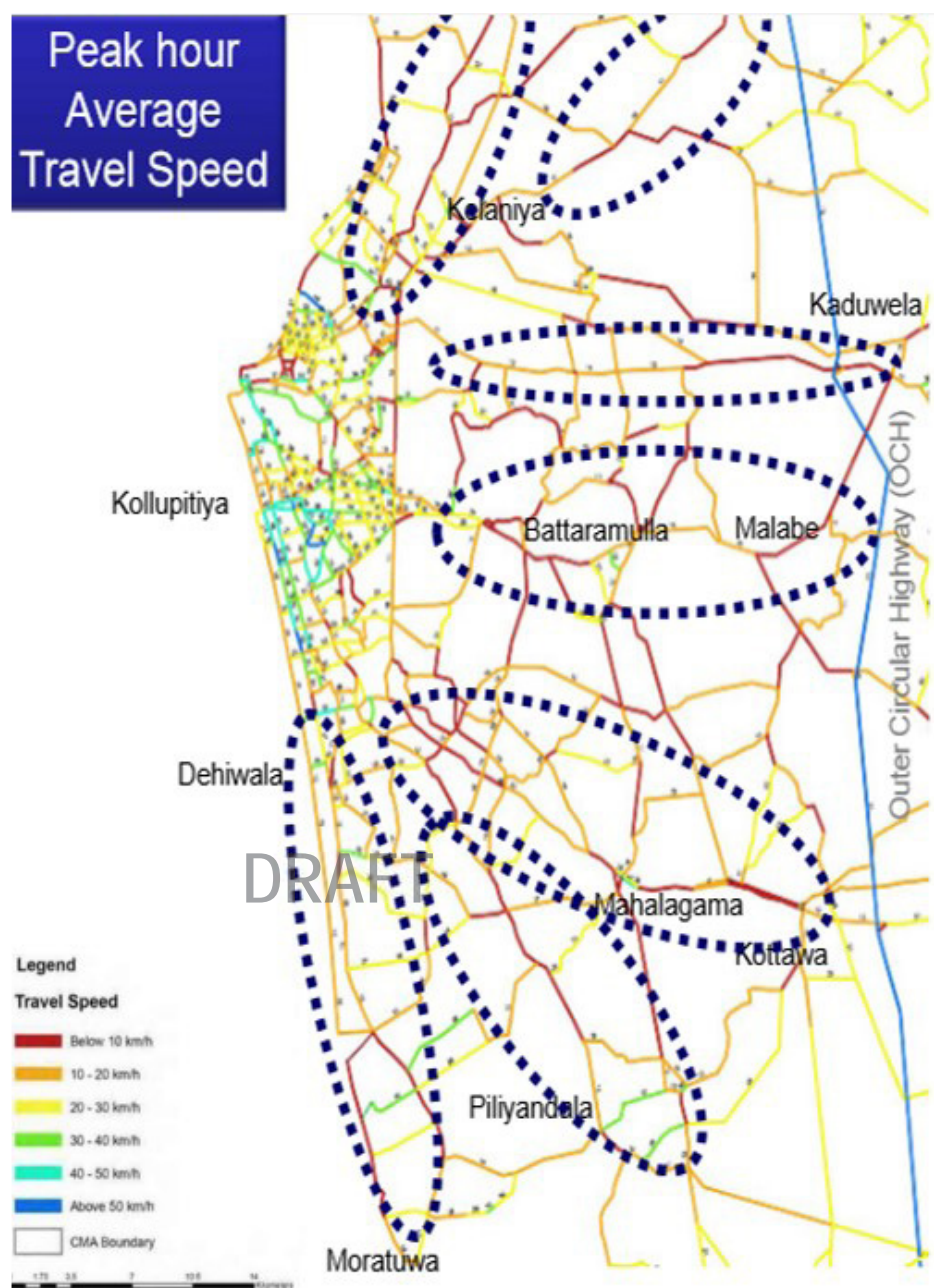 Peak hour
Average
Travel Speed
Kelaniya
Kaduwela
Kollupitiya
Battaramulla
Malabe
Outer Circular Highway (OCH)
Dehiwala
DRAFT
Mahalagama
Kottawa
Legend
Travel Speed
Below 10 km/h
10 - 20 km/h
20 - 30 km/h
30 - 40 km/h
40 - 50 km/h
Above 50 km/h
CMA Boundary
Piliyandala
Moratuwa